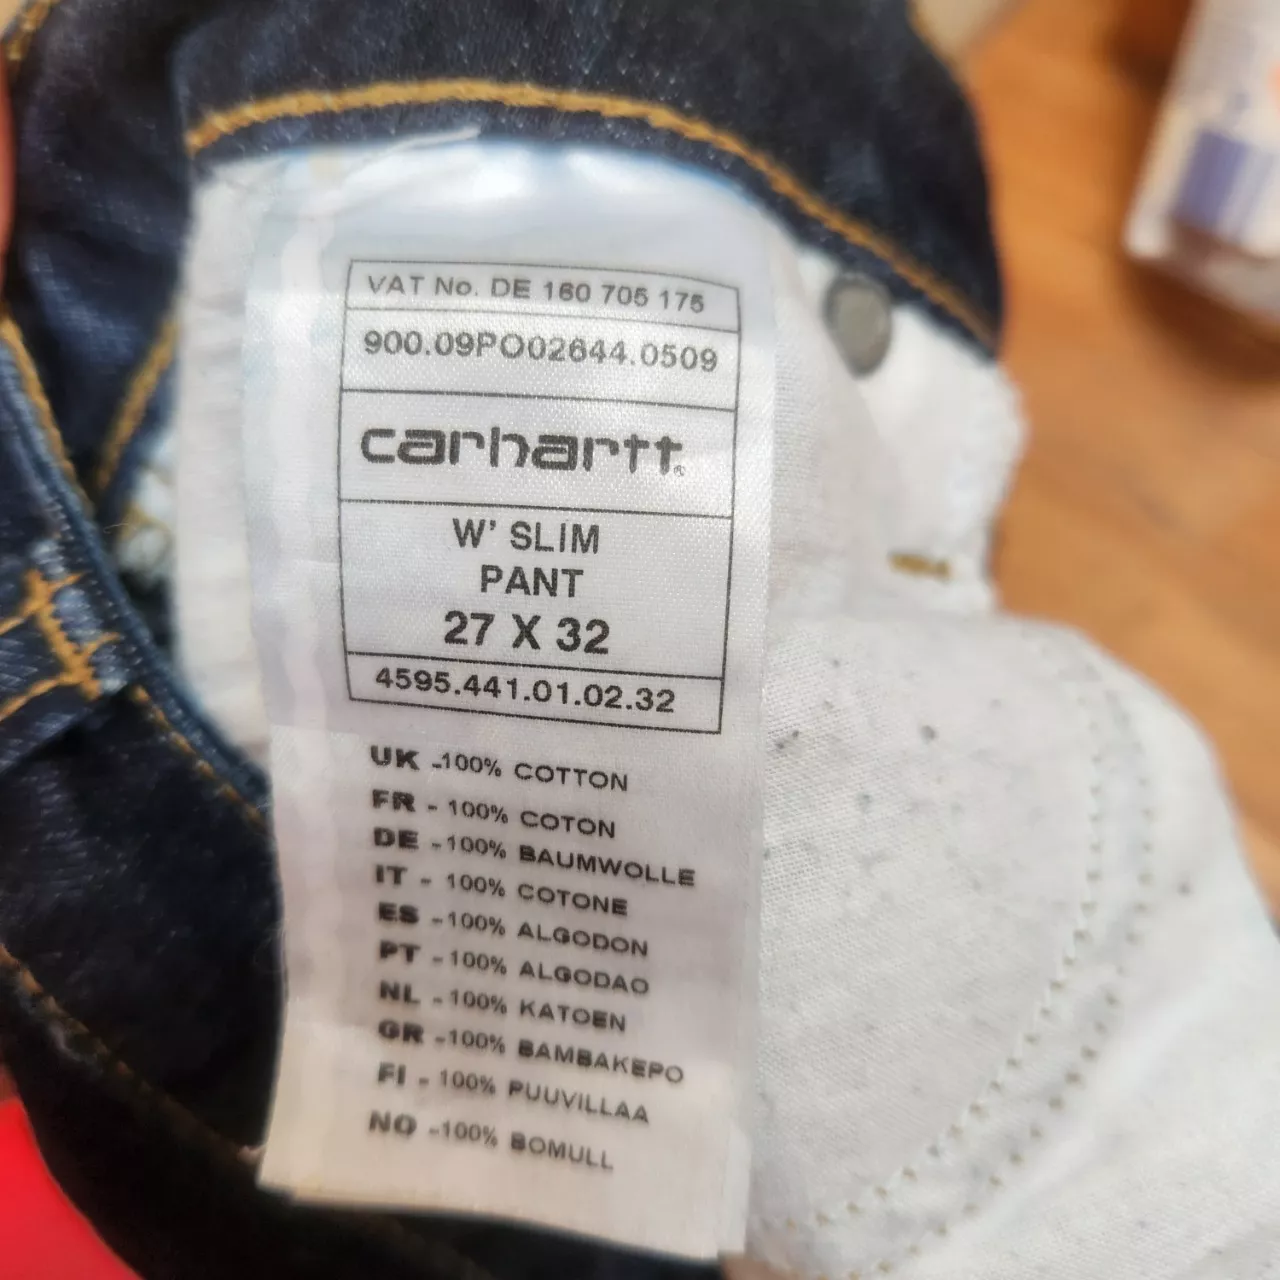 VAT No. DE 160 705 175
900.09PO02644.0509
carhartt®
W' SLIM
PANT
27 X 32
4595.441.01.02.32
UK -100% COTTON
FR - 100% COTON
DE -100% BAUMWOLLE
IT - 100% COTONE
ES -100% ALGODON
PT -100% ALGODAO
NL - 100% KATOEN
GR -100% BAMBAKEPO
FI - 100% PUUVILLAA
NO -100% BOMULL